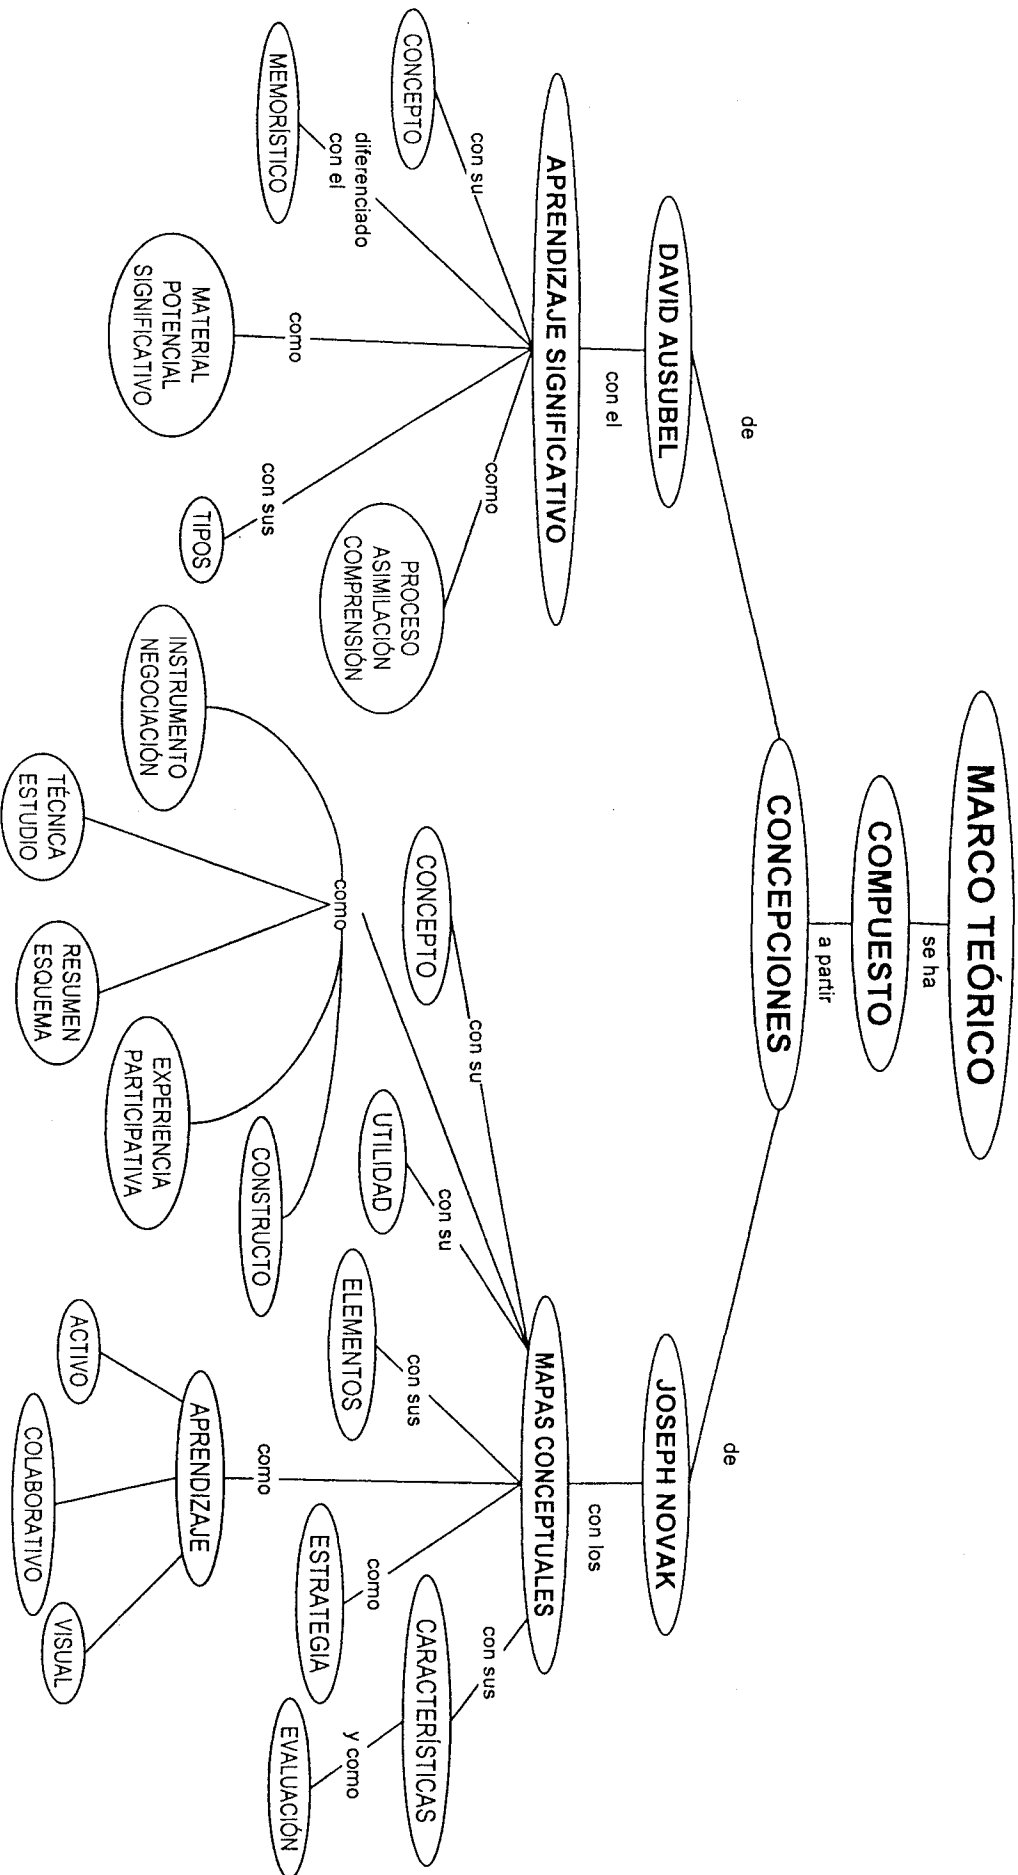 MARCO TEÓRICO
se ha
COMPUESTO
a partir
CONCEPCIONES
de
de
DAVID AUSUBEL
JOSEPH NOVAK
con el
con los
APRENDIZAJE SIGNIFICATIVO
MAPAS CONCEPTUALES
con su
CONCEPTO
diferenciado
con el
MEMORÍSTICO
como
MATERIAL
POTENCIAL
SIGNIFICATIVO
con sus
TIPOS
como
PROCESO
ASIMILACIÓN
COMPRENSIÓN
con su
CONCEPTO
como
INSTRUMENTO
NEGOCIACIÓN
TÉCNICA
ESTUDIO
RESUMEN
ESQUEMA
EXPERIENCIA
PARTICIPATIVA
CONSTRUCTO
con su
UTILIDAD
con sus
ELEMENTOS
como
APRENDIZAJE
ACTIVO
COLABORATIVO
VISUAL
como
ESTRATEGIA
con sus
CARACTERÍSTICAS
y como
EVALUACIÓN